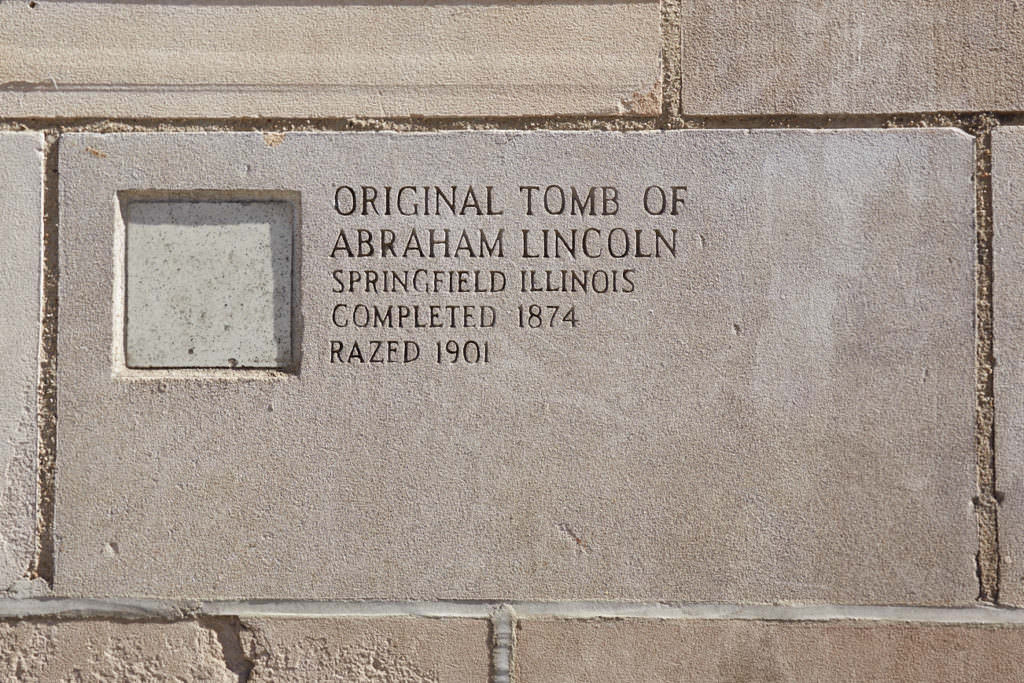 ORIGINAL TOMB OF
ABRAHAM LINCOLN
SPRINGFIELD ILLINOIS
COMPLETED 1874
RAZED 1901